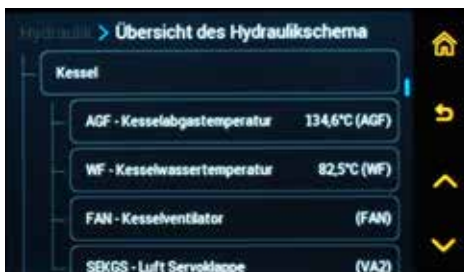 Hydraulik > Übersicht des Hydraulikschema
Kessel
AGF - Kesselabgastemperatur 134,6°C (AGF)
WF - Kesselwassertemperatur 82,5°C (WF)
FAN - Kesselventilator (FAN)
SEKGS - Luft Servoklappe (VA2)